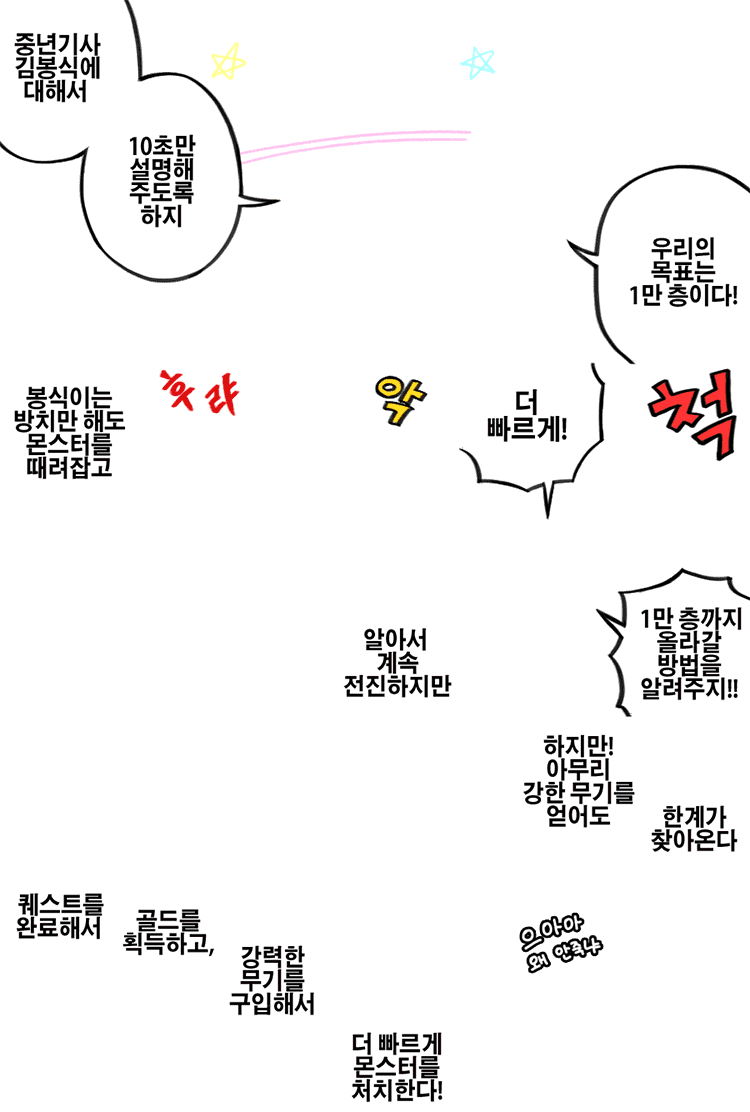 중년기사
김봉식에
대해서
10초만
설명해
주도록
하지
우리의
목표는
1만 층이다!
봉식이는
방치만 해도
몬스터를
때려잡고
후랴
악
더
빠르게!
척
알아서
계속
전진하지만
1만 층까지
올라갈
방법을
알려주지!!
하지만!
아무리
강한 무기를
얻어도
한계가
찾아온다
퀘스트를
완료해서
골드를
획득하고,
강력한
무기를
구입해서
더 빠르게
몬스터를
처치한다!
으아아
왜 안죽냐